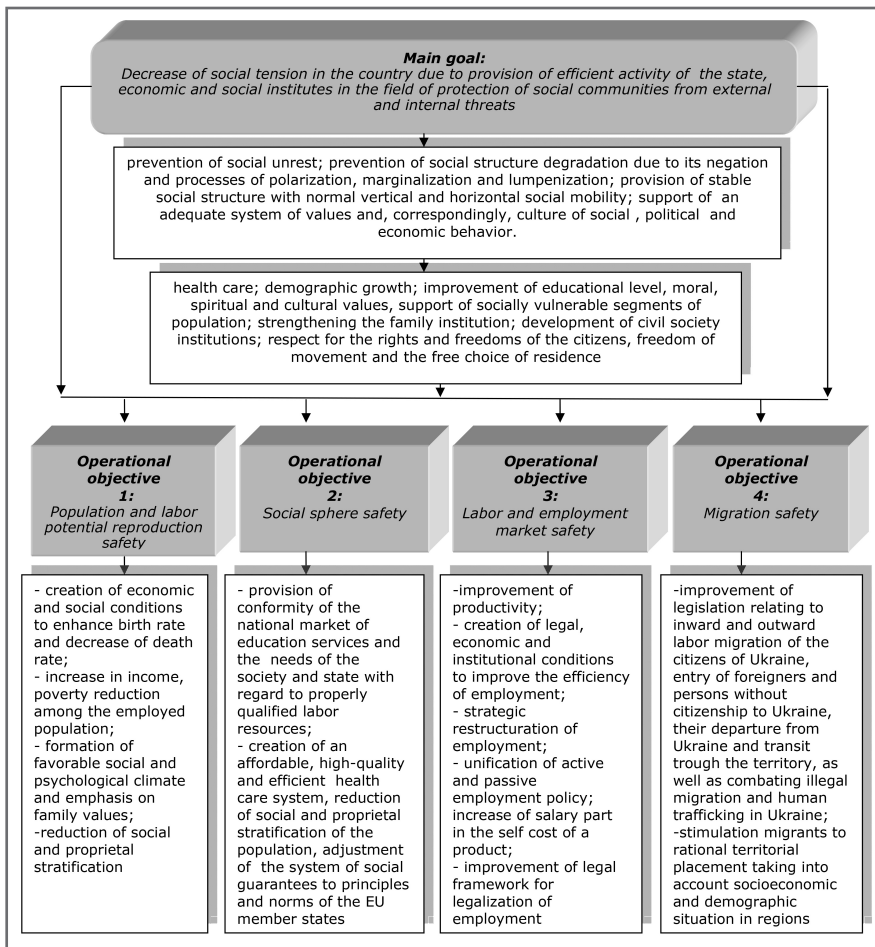 Main goal:
Decrease of social tension in the country due to provision of efficient activity of the state,
economic and social institutes in the field of protection of social communities from external
and internal threats
prevention of social unrest; prevention of social structure degradation due to its negation
and processes of polarization, marginalization and lumpenization; provision of stable
social structure with normal vertical and horizontal social mobility; support of an
adequate system of values and, correspondingly, culture of social , political and
economic behavior.
health care; demographic growth; improvement of educational level, moral,
spiritual and cultural values, support of socially vulnerable segments of
population; strengthening the family institution; development of civil society
institutions; respect for the rights and freedoms of the citizens, freedom of
movement and the free choice of residence
Operational
objective
1:
Population and labor
potential reproduction
safety
Operational
objective
2:
Social sphere safety
Operational
objective
3:
Labor and employment
market safety
Operational
objective
4:
Migration safety
- creation of economic
and social conditions
to enhance birth rate
and decrease of death
rate;
- increase in income,
poverty reduction
among the employed
population;
- formation of
favorable social and
psychological climate
and emphasis on
family values;
-reduction of social
and proprietal
stratification
- provision of
conformity of the
national market of
education services and
the needs of the
society and state with
regard to properly
qualified labor
resources;
- creation of an
affordable, high-quality
and efficient health
care system, reduction
of social and proprietal
stratification of the
population, adjustment
of the system of social
guarantees to principles
and norms of the EU
member states
-improvement of
productivity;
- creation of legal,
economic and
institutional conditions
to improve the efficiency
of employment;
- strategic
restructuration of
employment;
- unification of active
and passive
employment policy;
increase of salary part
in the self cost of a
product;
- improvement of legal
framework for
legalization of
employment
-improvement of
legislation relating to
inward and outward
labor migration of the
citizens of Ukraine,
entry of foreigners and
persons without
citizenship to Ukraine,
their departure from
Ukraine and transit
trough the territory, as
well as combating illegal
migration and human
trafficking in Ukraine;
-stimulation migrants to
rational territorial
placement taking into
account socioeconomic
and demographic
situation in regions